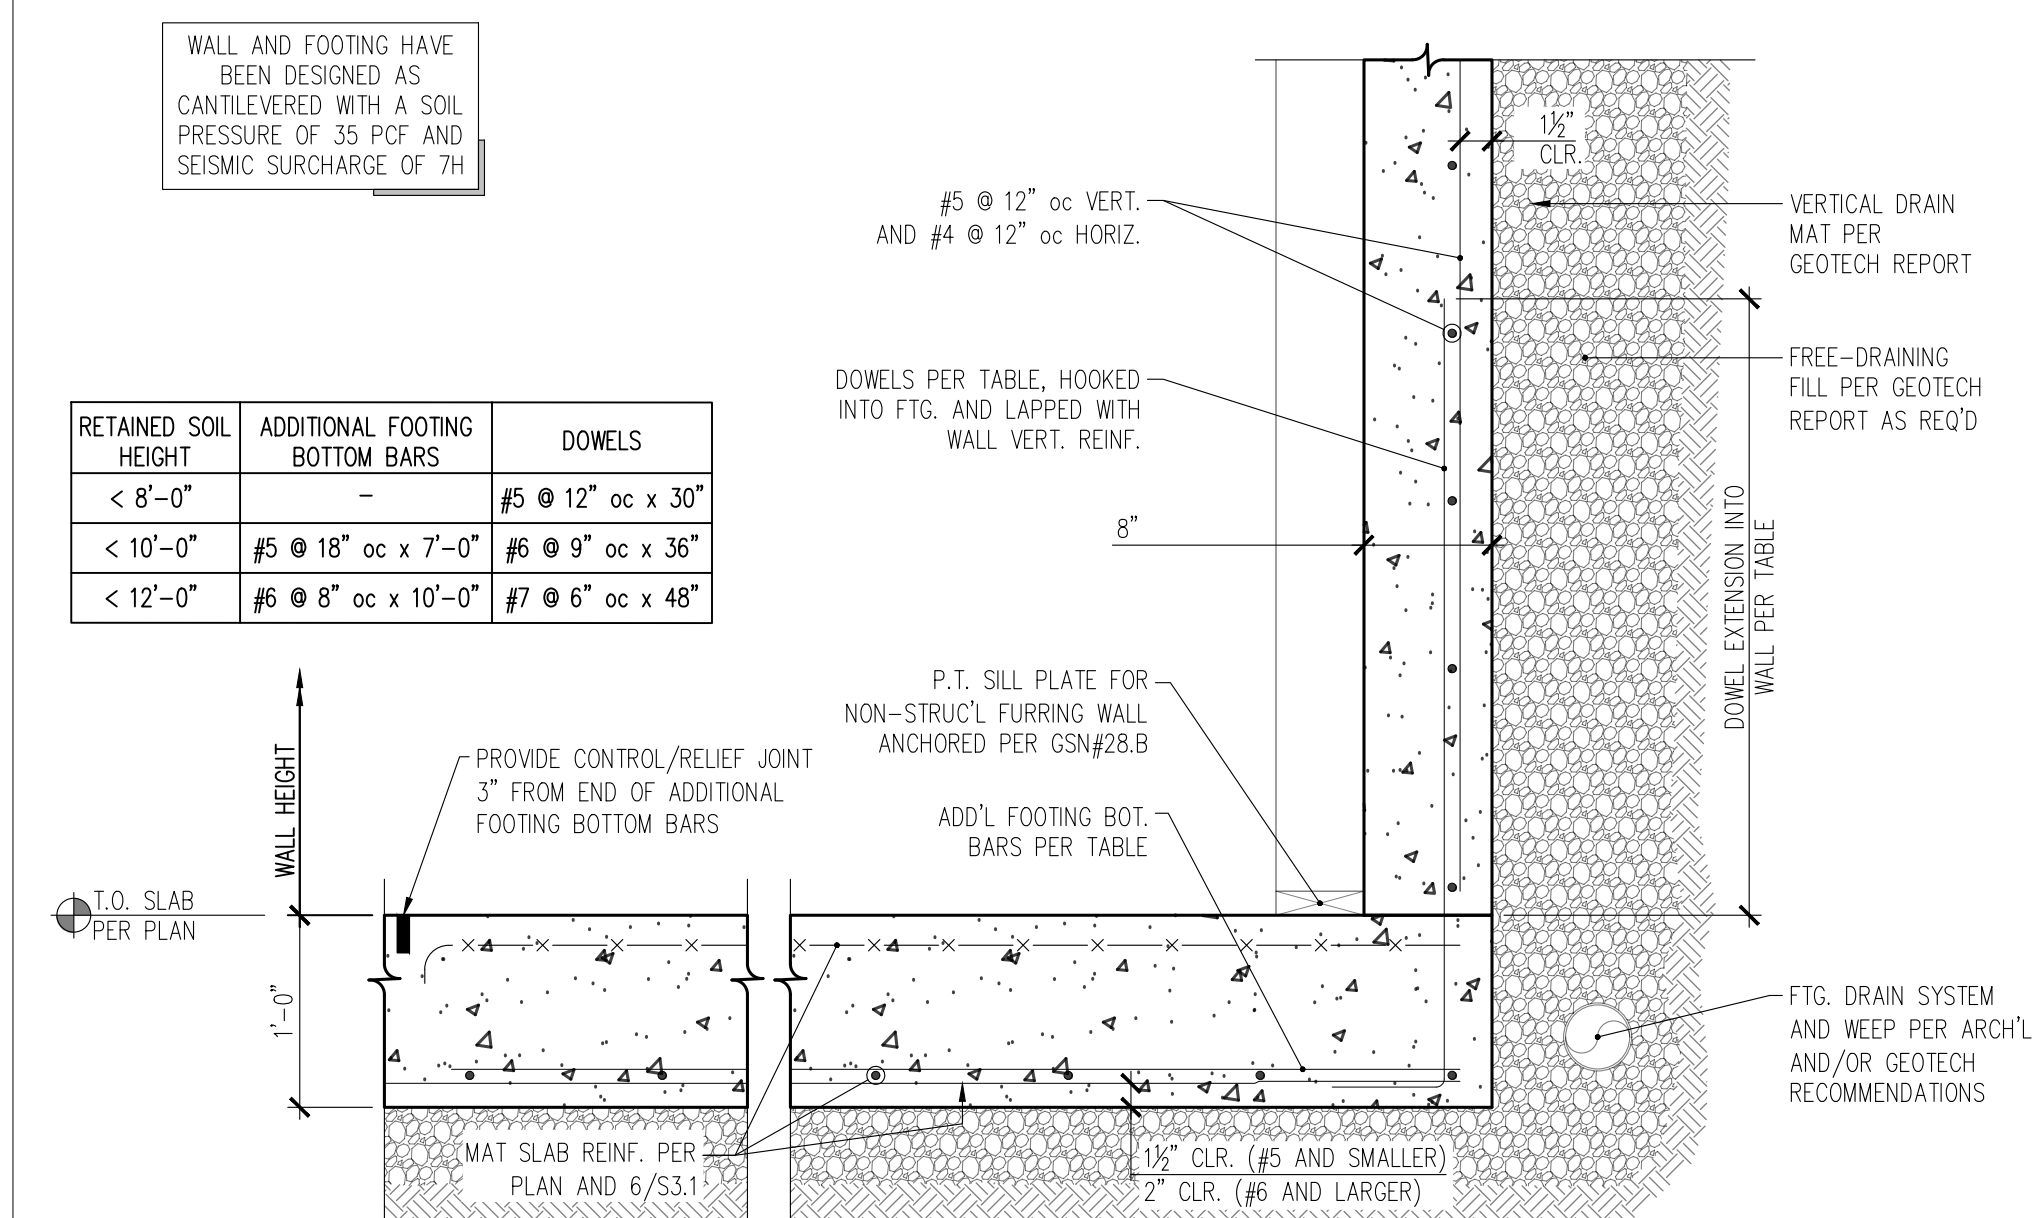 WALL AND FOOTING HAVE
BEEN DESIGNED AS
CANTILEVERED WITH A SOIL
PRESSURE OF 35 PCF AND
SEISMIC SURCHARGE OF 7H
1½"
CLR.
#5 @ 12" oc VERT.
AND #4 @ 12" oc HORIZ.
VERTICAL DRAIN
MAT PER
GEOTECH REPORT
FREE-DRAINING
FILL PER GEOTECH
REPORT AS REQ'D
DOWELS PER TABLE, HOOKED
INTO FTG. AND LAPPED WITH
WALL VERT. REINF.
RETAINED SOIL HEIGHT | ADDITIONAL FOOTING BOTTOM BARS | DOWELS
< 8'-0" | - | #5 @ 12" oc x 30"
< 10'-0" | #5 @ 18" oc x 7'-0" | #6 @ 9" oc x 36"
< 12'-0" | #6 @ 8" oc x 10'-0" | #7 @ 6" oc x 48"
8"
DOWEL EXTENSION INTO
WALL PER TABLE
P.T. SILL PLATE FOR
NON-STRUC'L FURRING WALL
ANCHORED PER GSN#28.B
WALL HEIGHT
PROVIDE CONTROL/RELIEF JOINT
3" FROM END OF ADDITIONAL
FOOTING BOTTOM BARS
ADD'L FOOTING BOT.
BARS PER TABLE
T.O. SLAB
PER PLAN
1'-0"
FTG. DRAIN SYSTEM
AND WEEP PER ARCH'L
AND/OR GEOTECH
RECOMMENDATIONS
MAT SLAB REINF. PER
PLAN AND 6/S3.1
1½" CLR. (#5 AND SMALLER)
2" CLR. (#6 AND LARGER)